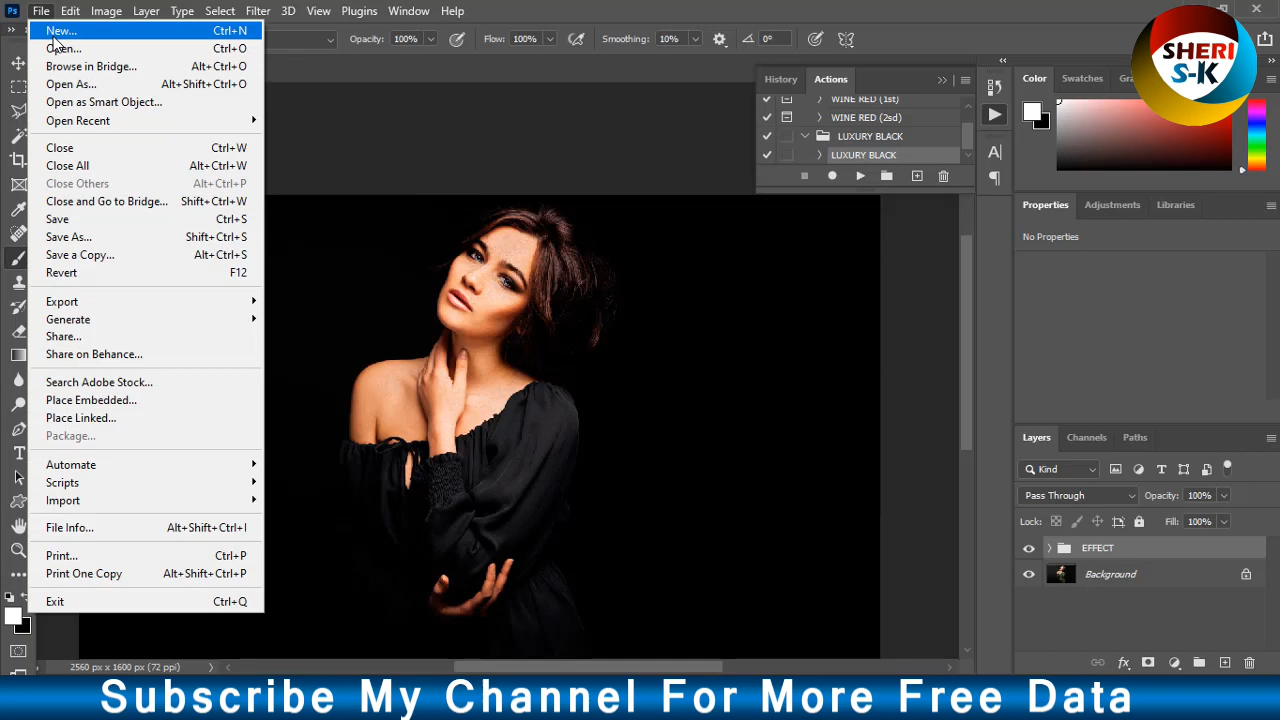 Ps File Edit Image Layer Type Select Filter 3D View Plugins Window Help
Opacity: 100% Flow: 100% Smoothing: 10% 0°
New... Ctrl+N
Open... Ctrl+O
Browse in Bridge... Alt+Ctrl+O
Open As... Alt+Shift+Ctrl+O
Open as Smart Object...
Open Recent
Close Ctrl+W
Close All Alt+Ctrl+W
Close Others Alt+Ctrl+P
Close and Go to Bridge... Shift+Ctrl+W
Save Ctrl+S
Save As... Shift+Ctrl+S
Save a Copy... Alt+Ctrl+S
Revert F12
Export
Generate
Share...
Share on Behance...
Search Adobe Stock...
Place Embedded...
Place Linked...
Package...
Automate
Scripts
Import
File Info... Alt+Shift+Ctrl+I
Print... Ctrl+P
Print One Copy Alt+Shift+Ctrl+P
Exit Ctrl+Q
History Actions
WINE RED (1st)
WINE RED (2sd)
LUXURY BLACK
LUXURY BLACK
SHERI
S-K
Color Swatches
Properties Adjustments Libraries
No Properties
Layers Channels Paths
Kind
Pass Through Opacity: 100%
Lock: Fill: 100%
EFFECT
Background
2560 px x 1600 px (72 ppi)
Subscribe My Channel For More Free Data